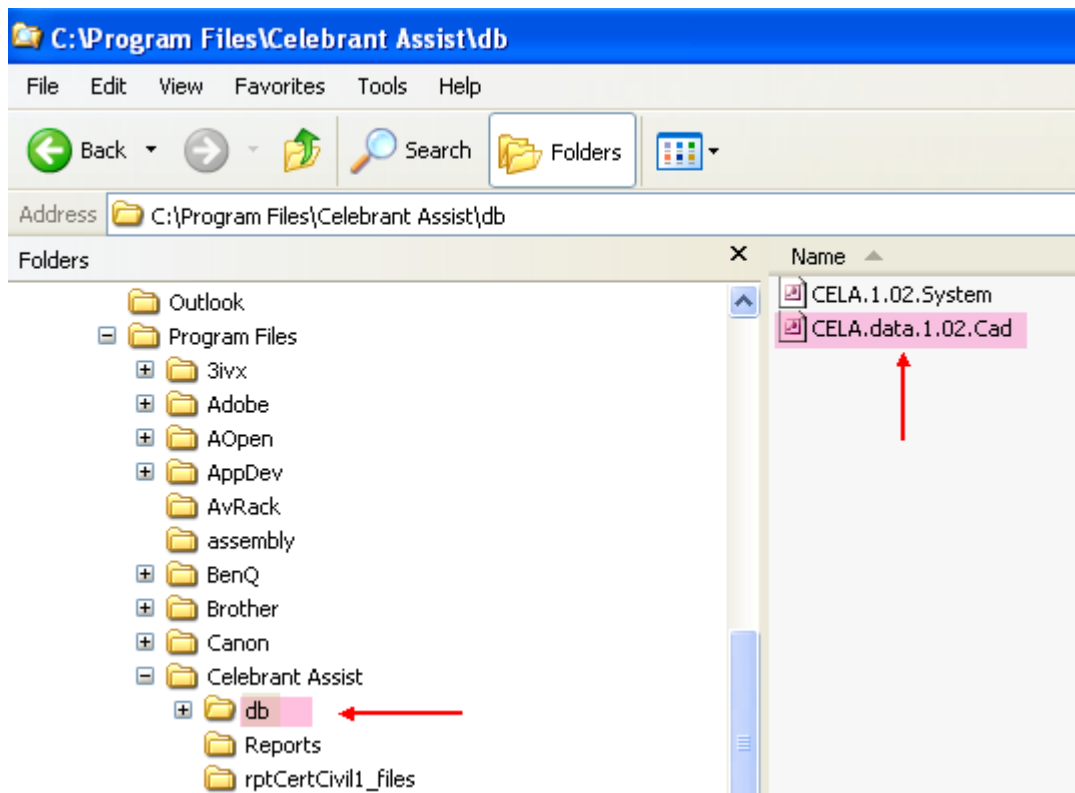 C:\Program Files\Celebrant Assist\db
File Edit View Favorites Tools Help
Back Search Folders
Address C:\Program Files\Celebrant Assist\db
Folders
Name
Outlook
Program Files
3ivx
Adobe
AOpen
AppDev
AvRack
assembly
BenQ
Brother
Canon
Celebrant Assist
db
Reports
rptCertCivil1_files
CELA.1.02.System
CELA.data.1.02.Cad